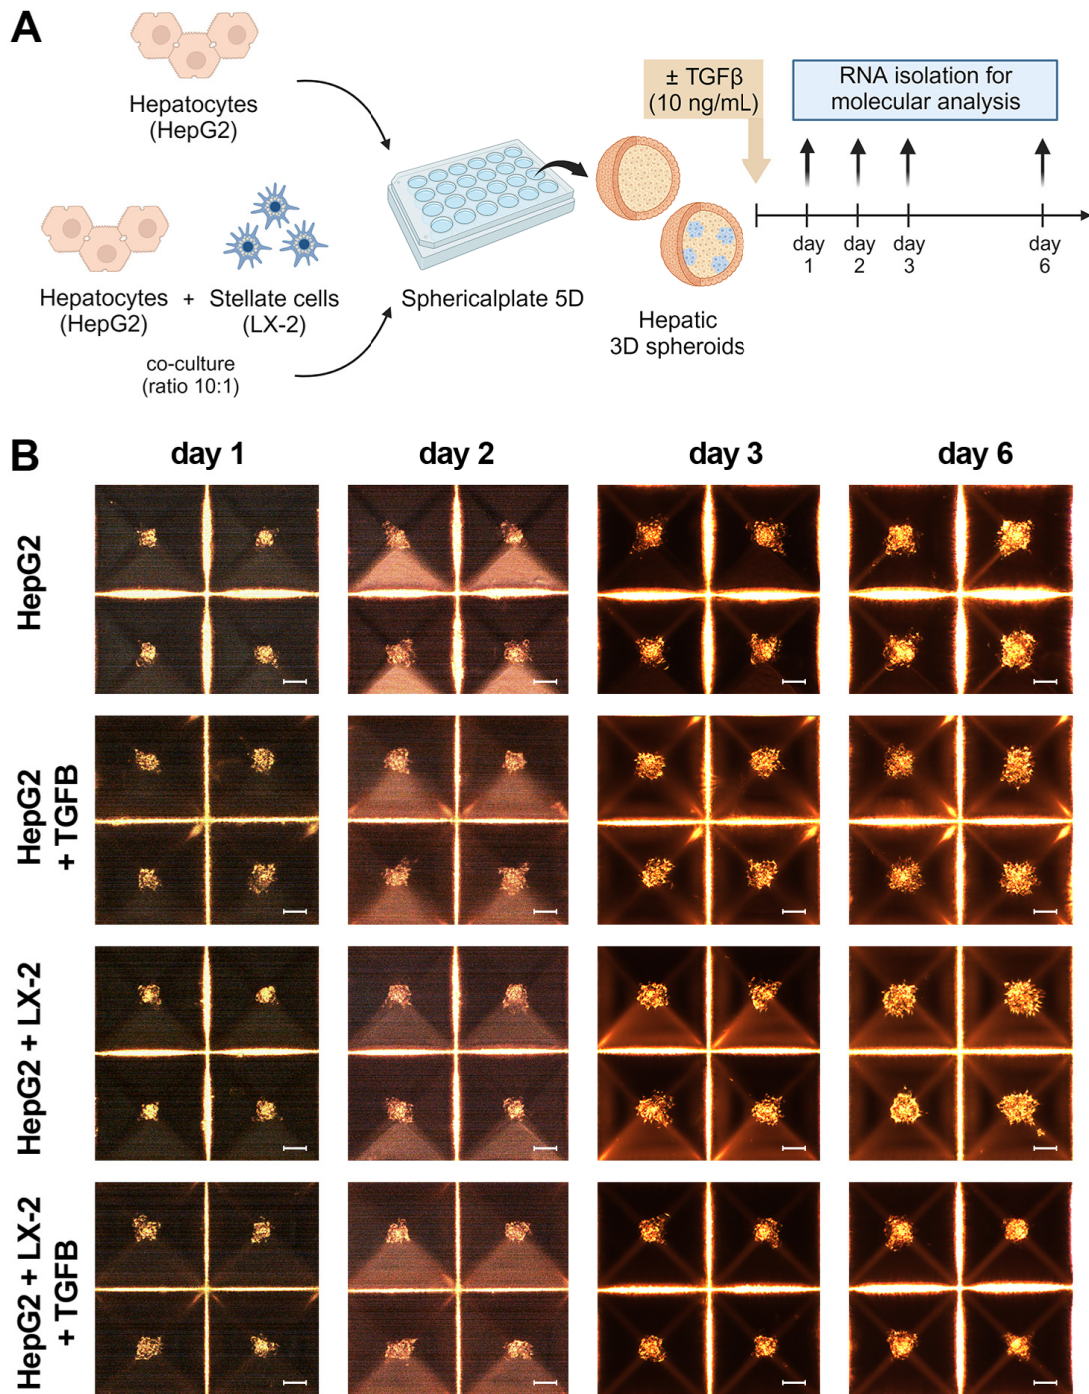 A
Hepatocytes
(HepG2)
Hepatocytes + Stellate cells
(HepG2) (LX-2)
co-culture
(ratio 10:1)
Sphericalplate 5D
Hepatic
3D spheroids
± TGFβ
(10 ng/mL)
RNA isolation for
molecular analysis
day
1
day
2
day
3
day
6
B
day 1
day 2
day 3
day 6
HepG2
HepG2
+ TGFB
HepG2 + LX-2
HepG2 + LX-2
+ TGFB